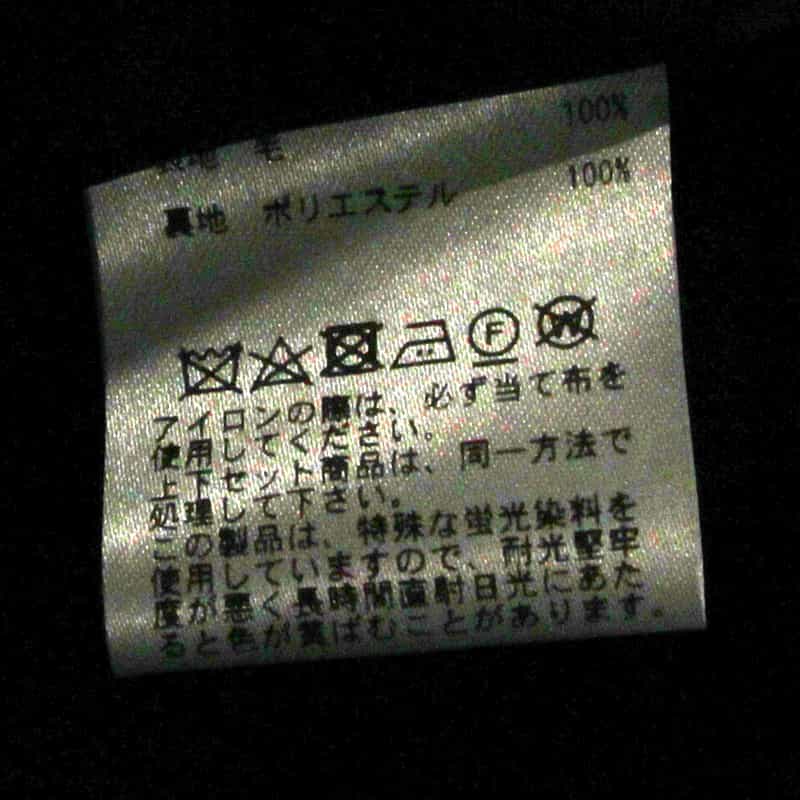 表地 毛 100%
裏地 ポリエステル 100%
F
W
アイロンの際は、必ず当て布を
使用してください。
上下セット商品は、同一方法で
処理して下さい。
この製品は、特殊な蛍光染料を
使用していますので、耐光堅牢
度が悪く長時間直射日光にあた
ると色が黄ばむことがあります。